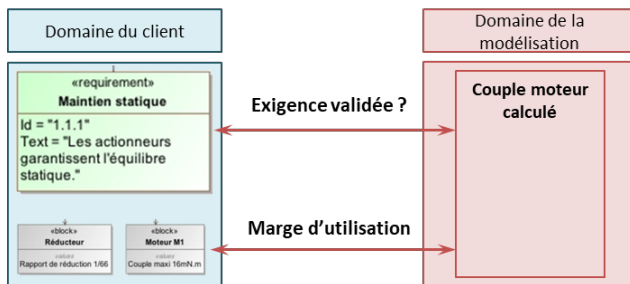 Domaine du client
«requirement»
Maintien statique
Id = "1.1.1"
Text = "Les actionneurs
garantissent l'équilibre
statique."
«block»
Réducteur
values
Rapport de réduction 1/66
«block»
Moteur M1
values
Couple maxi 16mN.m
Exigence validée ?
Marge d'utilisation
Domaine de la
modélisation
Couple moteur
calculé